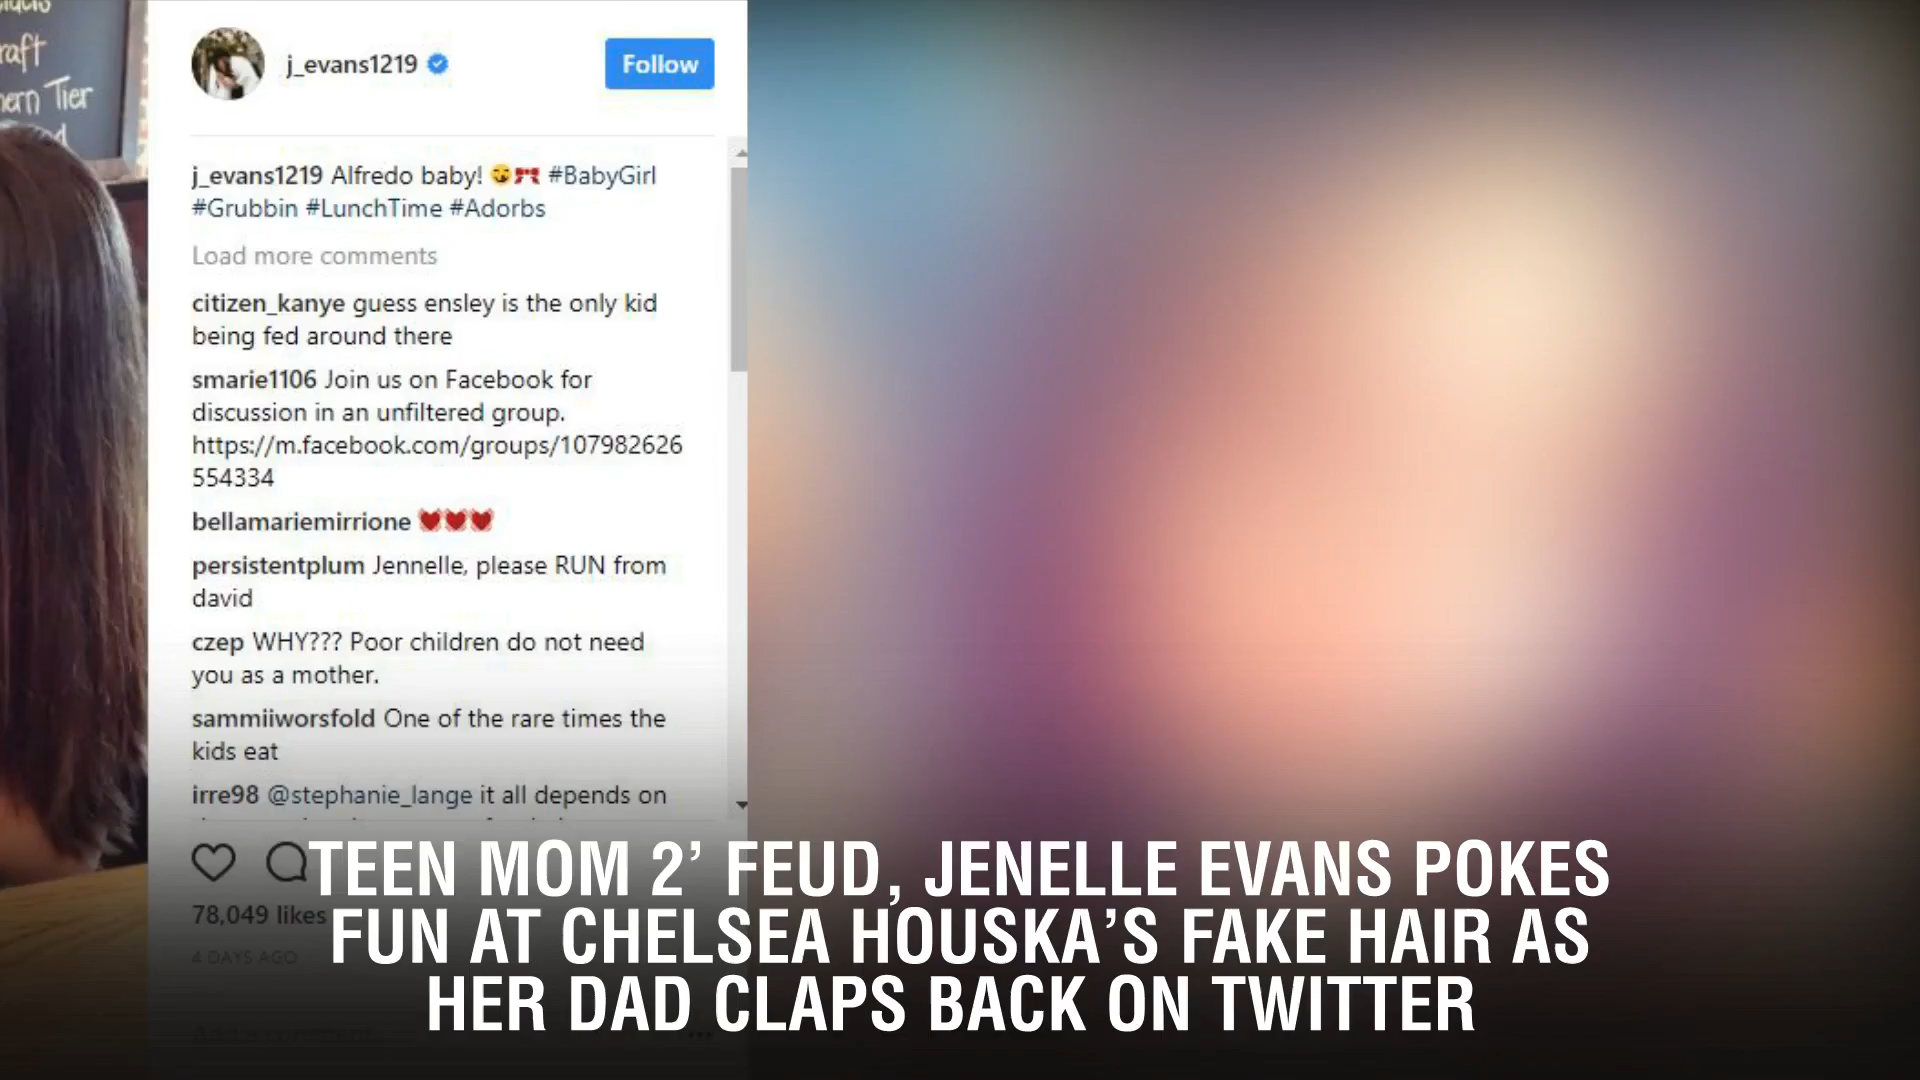 raft
Tier
j_evans1219
Follow
j_evans1219 Alfredo baby! #BabyGirl
#Grubbin #LunchTime #Adorbs
Load more comments
citizen_kanye guess ensley is the only kid
being fed around there
smarie1106 Join us on Facebook for
discussion in an unfiltered group.
https://m.facebook.com/groups/107982626
554334
bellamariemirrione
persistentplum Jennelle, please RUN from
david
czep WHY??? Poor children do not need
you as a mother.
sammiiworsfold One of the rare times the
kids eat
irre98 @stephanie_lange it all depends on
78,049 likes
4 DAYS AGO
TEEN MOM 2’ FEUD, JENELLE EVANS POKES
FUN AT CHELSEA HOUSKA’S FAKE HAIR AS
HER DAD CLAPS BACK ON TWITTER